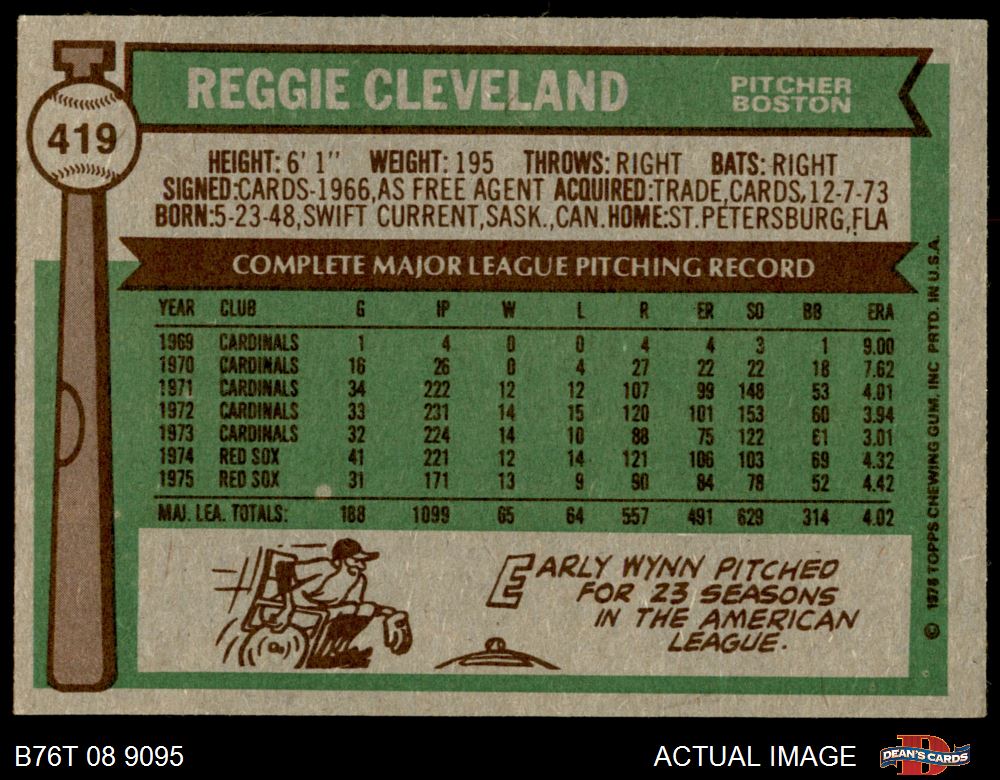 REGGIE CLEVELAND
PITCHER
BOSTON
419
HEIGHT: 6' 1" WEIGHT: 195 THROWS: RIGHT BATS: RIGHT
SIGNED:CARDS-1966,AS FREE AGENT ACQUIRED:TRADE,CARDS,12-7-73
BORN:5-23-48,SWIFT CURRENT,SASK.,CAN.HOME:ST.PETERSBURG,FLA
COMPLETE MAJOR LEAGUE PITCHING RECORD
YEAR CLUB G IP W L R ER SO BB ERA
1969 CARDINALS 1 4 0 0 4 4 3 1 9.00
1970 CARDINALS 16 26 0 4 27 22 22 18 7.62
1971 CARDINALS 34 222 12 12 107 99 148 53 4.01
1972 CARDINALS 33 231 14 15 120 101 153 60 3.94
1973 CARDINALS 32 224 14 10 88 75 122 61 3.01
1974 RED SOX 41 221 12 14 121 106 103 69 4.32
1975 RED SOX 31 171 13 9 90 84 78 52 4.42
MAJ. LEA. TOTALS: 188 1099 65 64 557 491 629 314 4.02
EARLY WYNN PITCHED
FOR 23 SEASONS
IN THE AMERICAN
LEAGUE.
© 1976 TOPPS CHEWING GUM, INC PRTD. IN U.S.A.
B76T 08 9095
ACTUAL IMAGE
DEAN'S CARDS